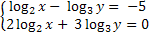 log₂ x − log₃ y = −5
2log₂ x + 3 log₃ y = 0